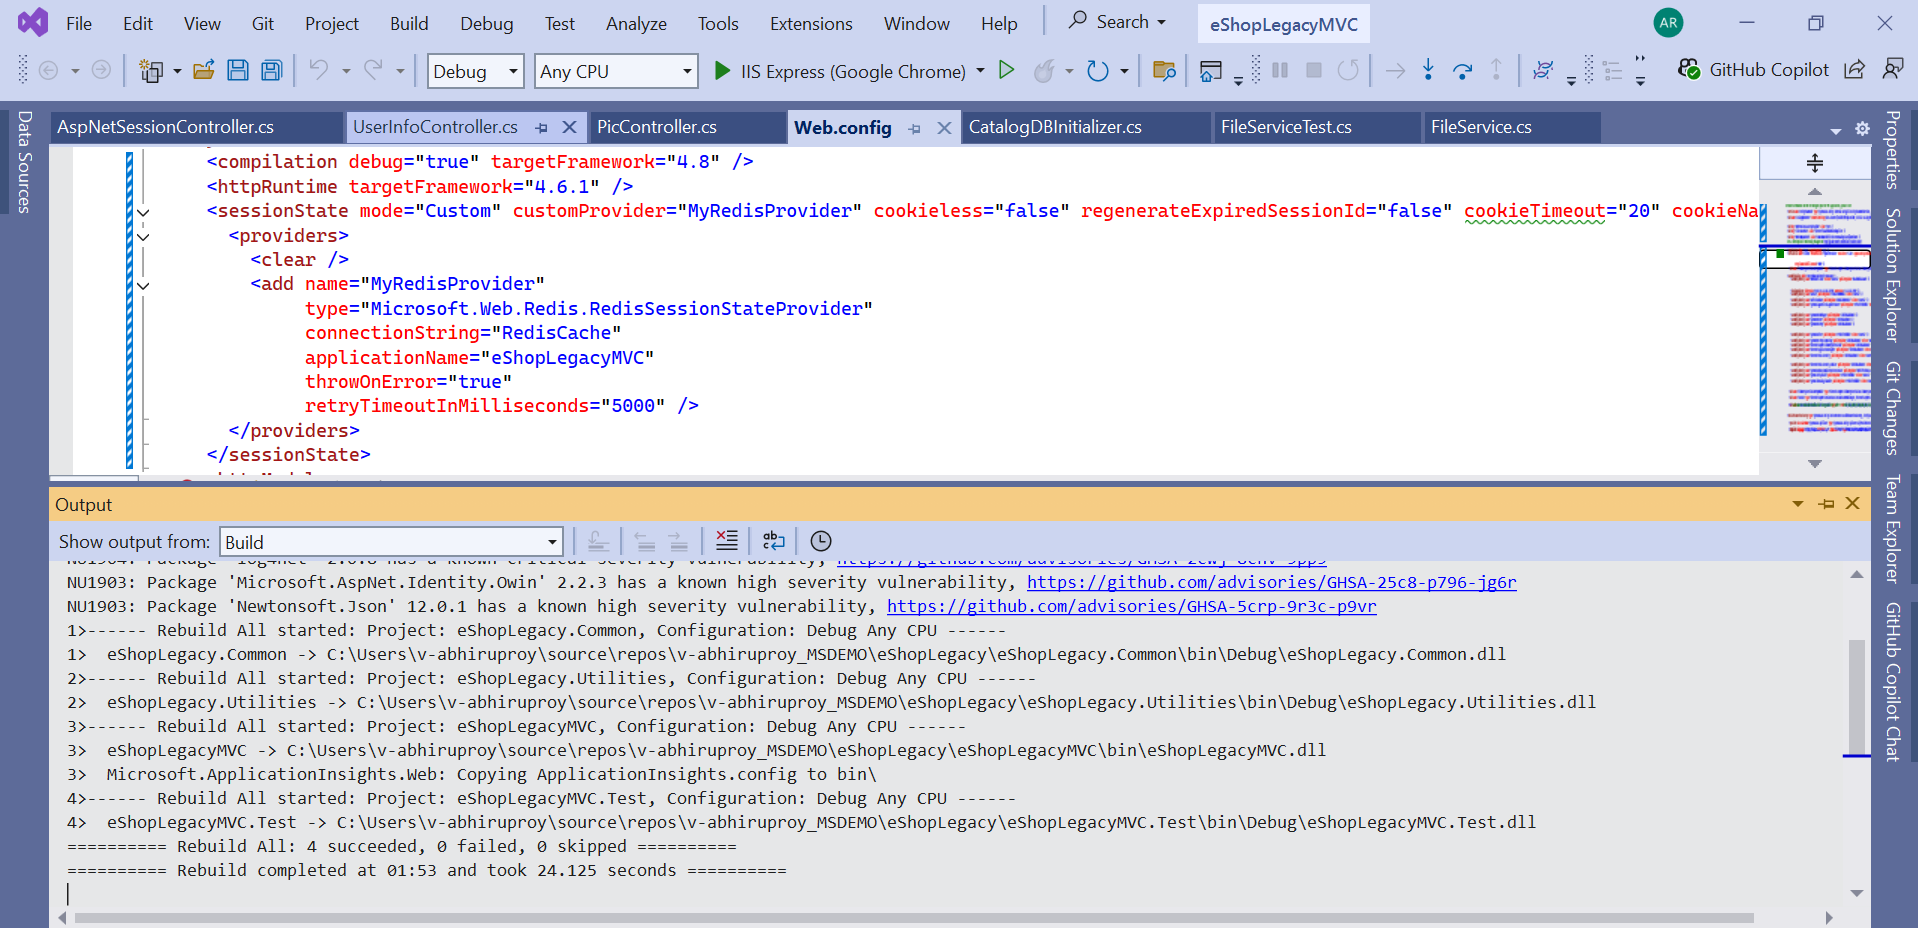 File Edit View Git Project Build Debug Test Analyze Tools Extensions Window Help Search eShopLegacyMVC AR
Debug Any CPU IIS Express (Google Chrome) GitHub Copilot
Data Sources
AspNetSessionController.cs UserInfoController.cs PicController.cs Web.config CatalogDBInitializer.cs FileServiceTest.cs FileService.cs
<compilation debug="true" targetFramework="4.8" />
<httpRuntime targetFramework="4.6.1" />
<sessionState mode="Custom" customProvider="MyRedisProvider" cookieless="false" regenerateExpiredSessionId="false" cookieTimeout="20" cookieNa
<providers>
<clear />
<add name="MyRedisProvider"
type="Microsoft.Web.Redis.RedisSessionStateProvider"
connectionString="RedisCache"
applicationName="eShopLegacyMVC"
throwOnError="true"
retryTimeoutInMilliseconds="5000" />
</providers>
</sessionState>
Properties
Solution Explorer
Git Changes
Team Explorer
GitHub Copilot Chat
Output
Show output from: Build
NU1903: Package 'Microsoft.AspNet.Identity.Owin' 2.2.3 has a known high severity vulnerability, https://github.com/advisories/GHSA-25c8-p796-jg6r
NU1903: Package 'Newtonsoft.Json' 12.0.1 has a known high severity vulnerability, https://github.com/advisories/GHSA-5crp-9r3c-p9vr
1>------ Rebuild All started: Project: eShopLegacy.Common, Configuration: Debug Any CPU ------
1>  eShopLegacy.Common -> C:\Users\v-abhiruproy\source\repos\v-abhiruproy_MSDEMO\eShopLegacy\eShopLegacy.Common\bin\Debug\eShopLegacy.Common.dll
2>------ Rebuild All started: Project: eShopLegacy.Utilities, Configuration: Debug Any CPU ------
2>  eShopLegacy.Utilities -> C:\Users\v-abhiruproy\source\repos\v-abhiruproy_MSDEMO\eShopLegacy\eShopLegacy.Utilities\bin\Debug\eShopLegacy.Utilities.dll
3>------ Rebuild All started: Project: eShopLegacyMVC, Configuration: Debug Any CPU ------
3>  eShopLegacyMVC -> C:\Users\v-abhiruproy\source\repos\v-abhiruproy_MSDEMO\eShopLegacy\eShopLegacyMVC\bin\eShopLegacyMVC.dll
3>  Microsoft.ApplicationInsights.Web: Copying ApplicationInsights.config to bin\
4>------ Rebuild All started: Project: eShopLegacyMVC.Test, Configuration: Debug Any CPU ------
4>  eShopLegacyMVC.Test -> C:\Users\v-abhiruproy\source\repos\v-abhiruproy_MSDEMO\eShopLegacy\eShopLegacyMVC.Test\bin\Debug\eShopLegacyMVC.Test.dll
========== Rebuild All: 4 succeeded, 0 failed, 0 skipped ==========
========== Rebuild completed at 01:53 and took 24.125 seconds ==========